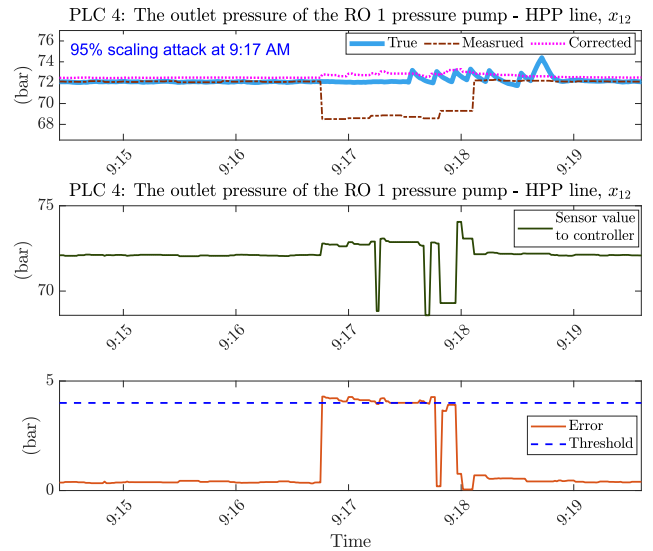 PLC 4: The outlet pressure of the RO 1 pressure pump - HPP line, x12
95% scaling attack at 9:17 AM
True Measrued Corrected
76
74
72
70
68
(bar)
9:15 9:16 9:17 9:18 9:19
PLC 4: The outlet pressure of the RO 1 pressure pump - HPP line, x12
75
70
(bar)
Sensor value
to controller
9:15 9:16 9:17 9:18 9:19
5
0
(bar)
Error
Threshold
9:15 9:16 9:17 9:18 9:19
Time